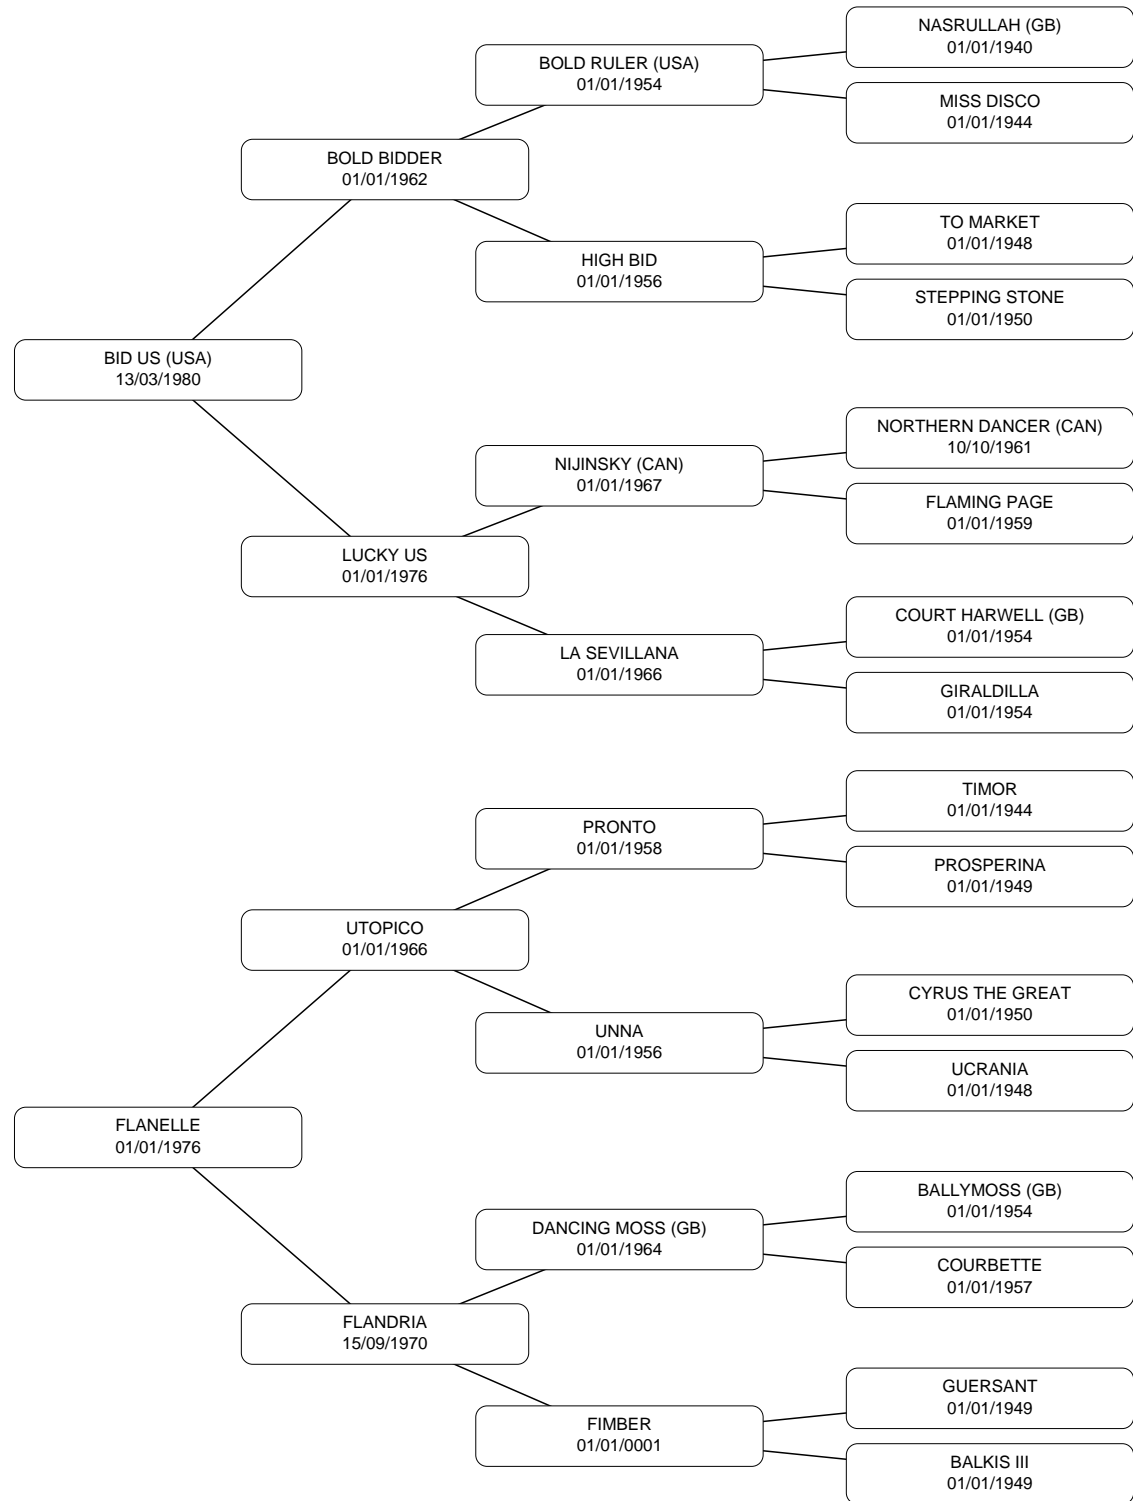 NASRULLAH (GB)
01/01/1940
BOLD RULER (USA)
01/01/1954
MISS DISCO
01/01/1944
BOLD BIDDER
01/01/1962
TO MARKET
01/01/1948
HIGH BID
01/01/1956
STEPPING STONE
01/01/1950
BID US (USA)
13/03/1980
NORTHERN DANCER (CAN)
10/10/1961
NIJINSKY (CAN)
01/01/1967
FLAMING PAGE
01/01/1959
LUCKY US
01/01/1976
COURT HARWELL (GB)
01/01/1954
LA SEVILLANA
01/01/1966
GIRALDILLA
01/01/1954
TIMOR
01/01/1944
PRONTO
01/01/1958
PROSPERINA
01/01/1949
UTOPICO
01/01/1966
CYRUS THE GREAT
01/01/1950
UNNA
01/01/1956
UCRANIA
01/01/1948
FLANELLE
01/01/1976
BALLYMOSS (GB)
01/01/1954
DANCING MOSS (GB)
01/01/1964
COURBETTE
01/01/1957
FLANDRIA
15/09/1970
GUERSANT
01/01/1949
FIMBER
01/01/0001
BALKIS III
01/01/1949